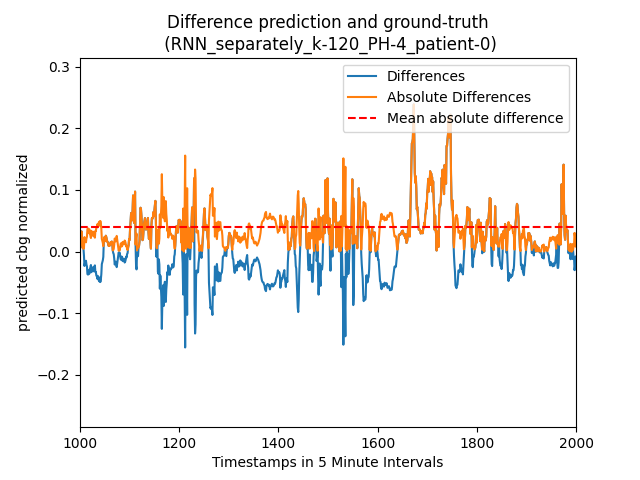 Difference prediction and ground-truth
(RNN_separately_k-120_PH-4_patient-0)
Differences
Absolute Differences
Mean absolute difference
predicted cbg normalized
0.3
0.2
0.1
0.0
−0.1
−0.2
1000 1200 1400 1600 1800 2000
Timestamps in 5 Minute Intervals